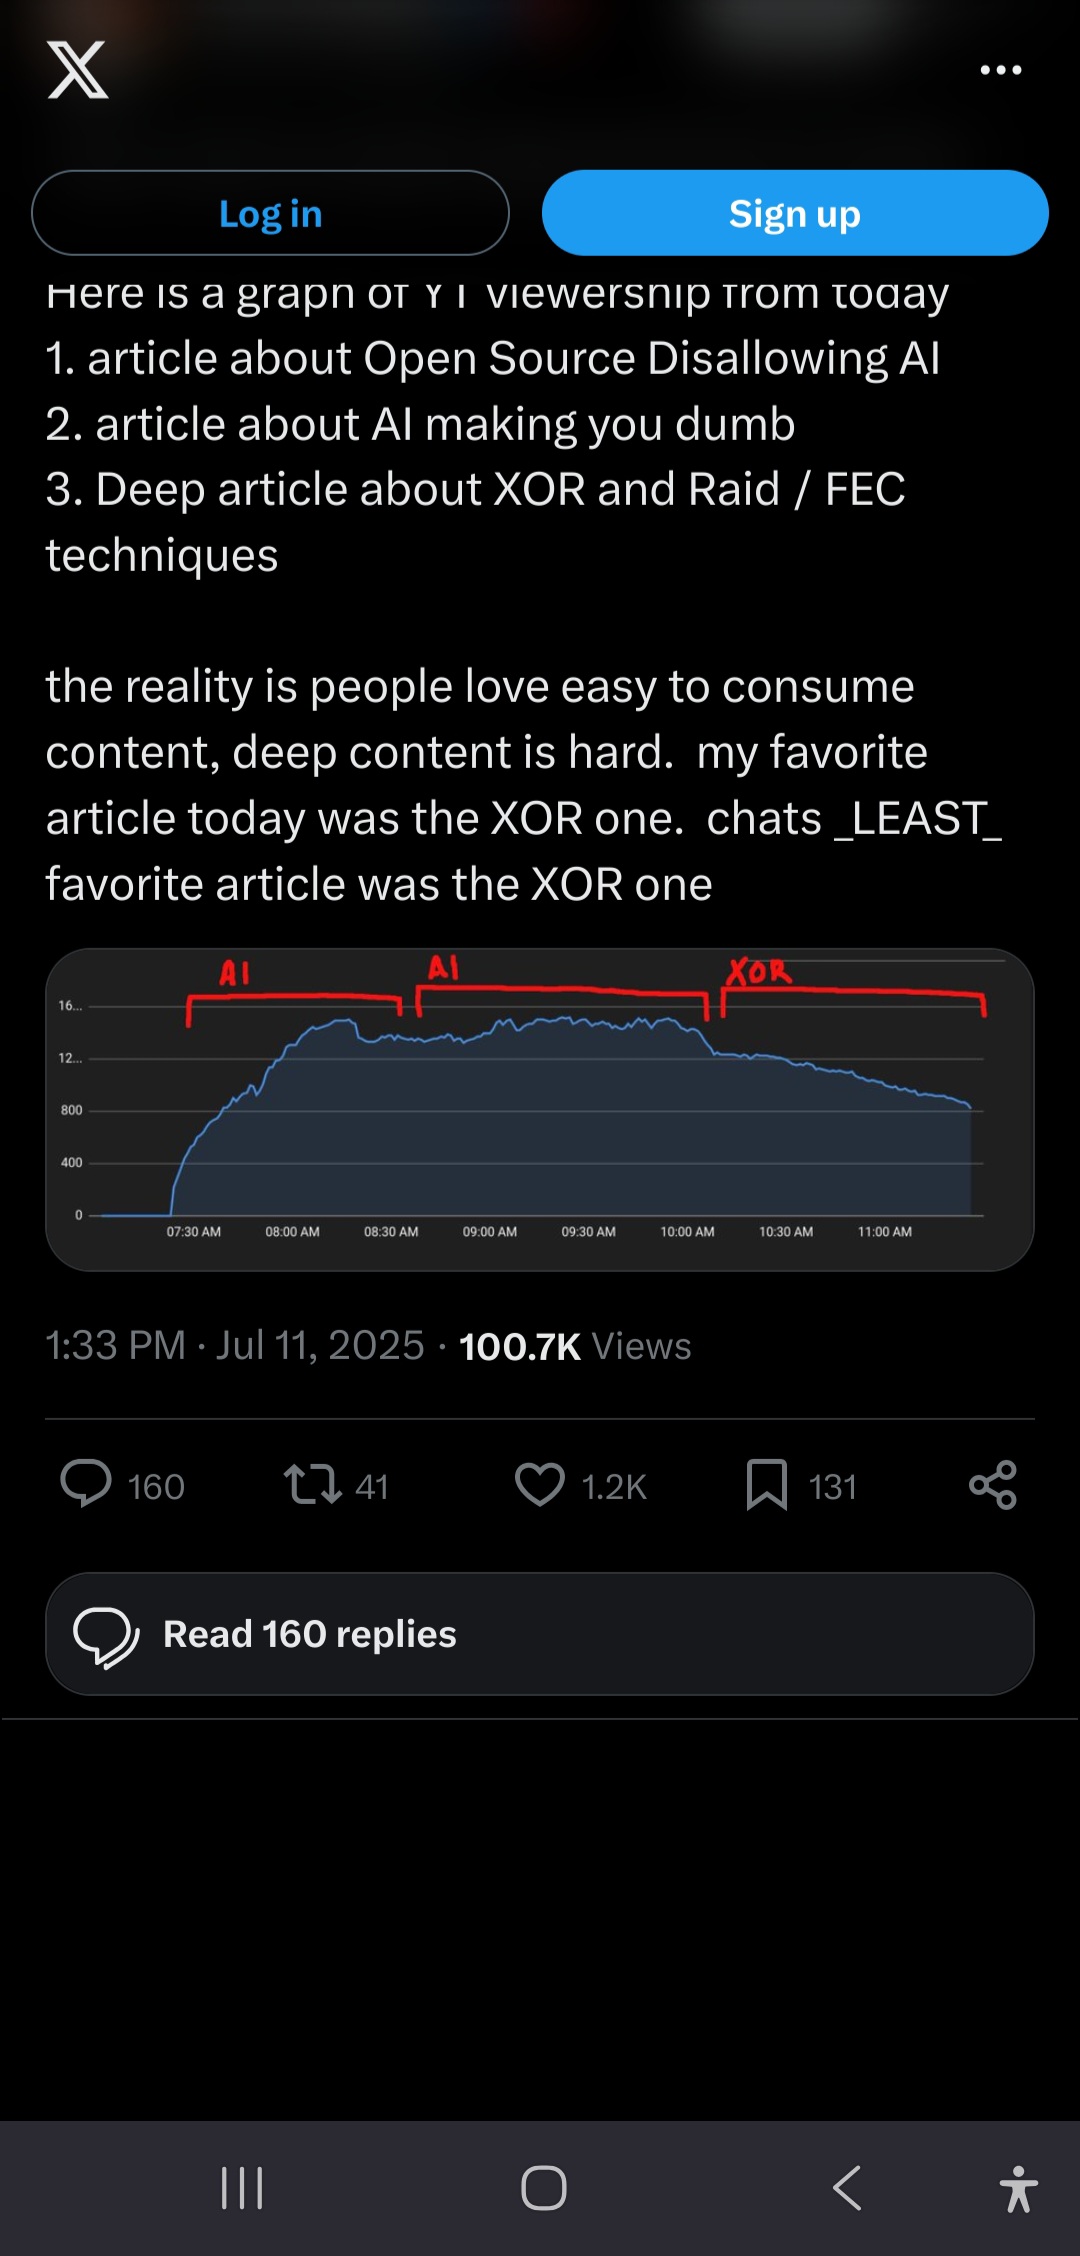 Log in
Sign up
Here is a graph of YT viewership from today
1. article about Open Source Disallowing AI
2. article about AI making you dumb
3. Deep article about XOR and Raid / FEC
techniques
the reality is people love easy to consume
content, deep content is hard.  my favorite
article today was the XOR one.  chats _LEAST_
favorite article was the XOR one
AI
AI
XOR
16...
12...
800
400
0
07:30 AM
08:00 AM
08:30 AM
09:00 AM
09:30 AM
10:00 AM
10:30 AM
11:00 AM
1:33 PM · Jul 11, 2025 · 100.7K Views
160
41
1.2K
131
Read 160 replies